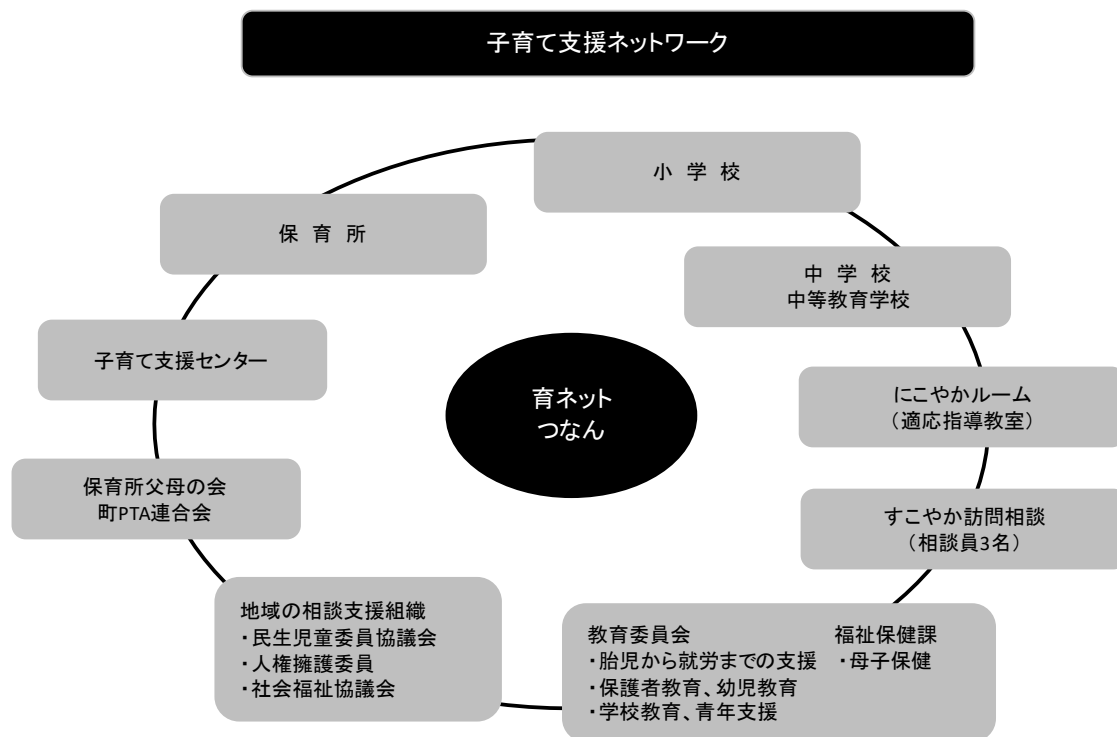 子育て支援ネットワーク
小 学 校
保 育 所
中 学 校
中等教育学校
子育て支援センター
育ネット
つなん
にこやかルーム
（適応指導教室）
保育所父母の会
町PTA連合会
すこやか訪問相談
（相談員3名）
地域の相談支援組織
・民生児童委員協議会
・人権擁護委員
・社会福祉協議会
教育委員会
・胎児から就労までの支援
・保護者教育、幼児教育
・学校教育、青年支援
福祉保健課
・母子保健